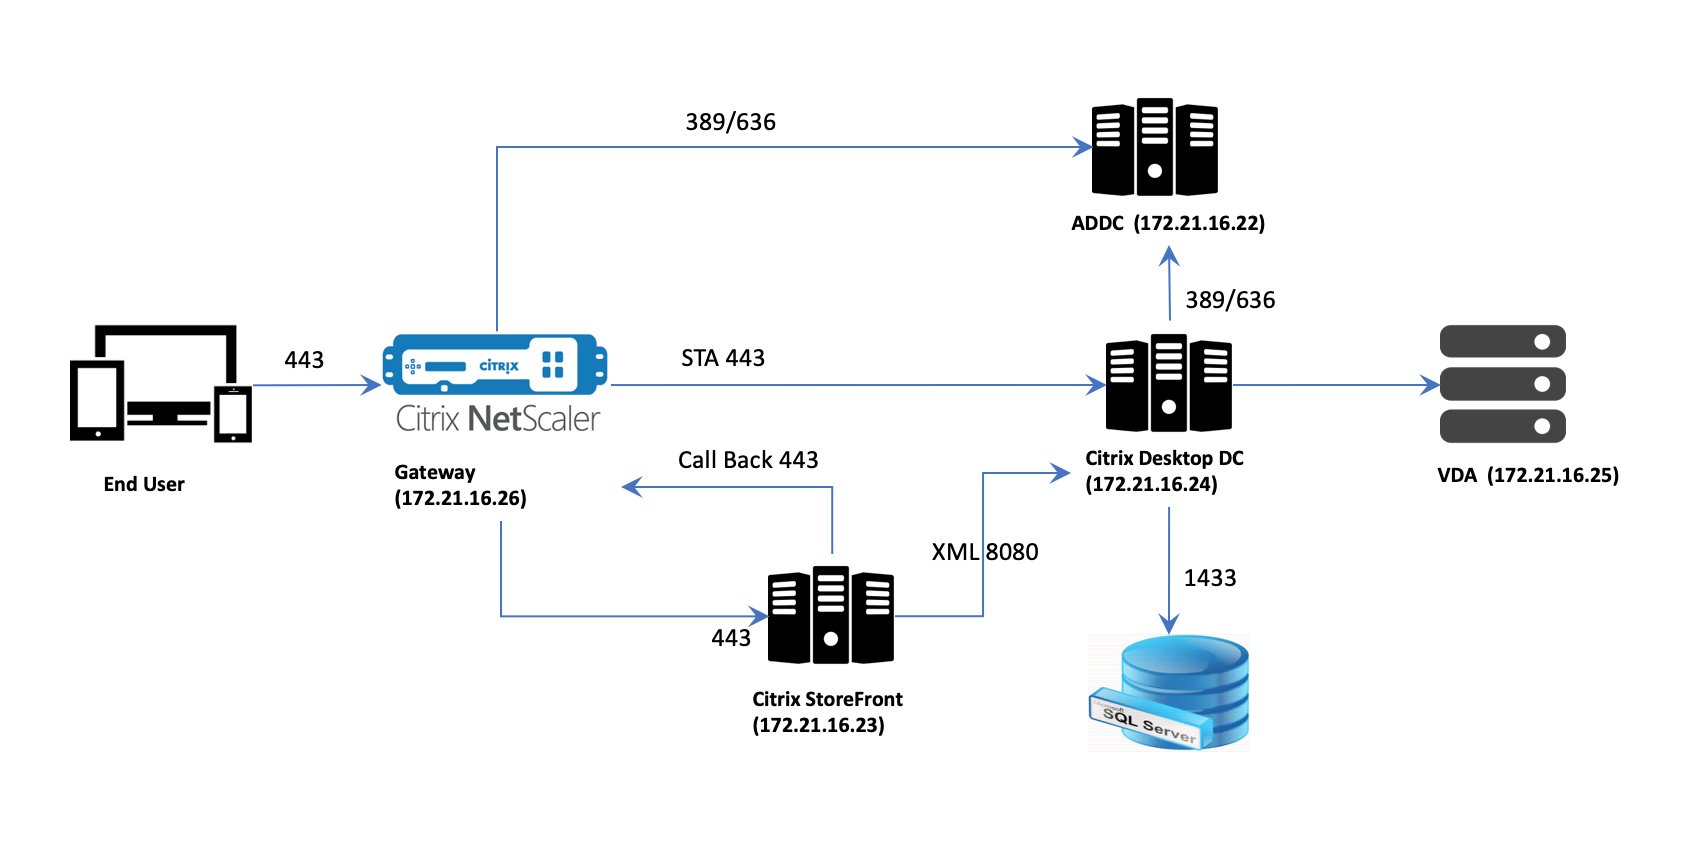 389/636
ADDC (172.21.16.22)
389/636
443
CİTRIX
STA 443
Citrix NetScaler
End User
Gateway
(172.21.16.26)
Call Back 443
Citrix Desktop DC
(172.21.16.24)
VDA (172.21.16.25)
XML 8080
1433
443
Citrix StoreFront
(172.21.16.23)
Microsoft
SQL Server